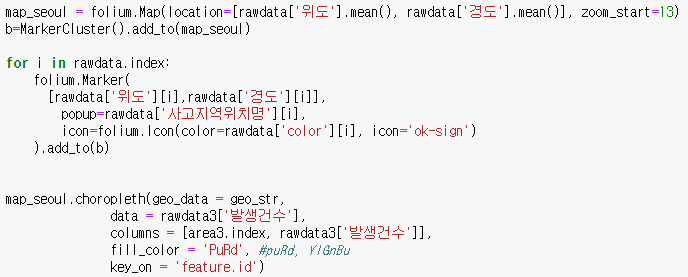 map_seoul = folium.Map(location=[rawdata['위도'].mean(), rawdata['경도'].mean()], zoom_start=13)
b=MarkerCluster().add_to(map_seoul)
for i in rawdata.index:
folium.Marker(
[rawdata['위도'][i],rawdata['경도'][i]],
popup=rawdata['사고지역위치명'][i],
icon=folium.Icon(color=rawdata['color'][i], icon='ok-sign')
).add_to(b)
map_seoul.choropleth(geo_data = geo_str,
data = rawdata3['발생건수'],
columns = [area3.index, rawdata3['발생건수']],
fill_color = 'PuRd', #puRd, YlGnBu
key_on = 'feature.id')